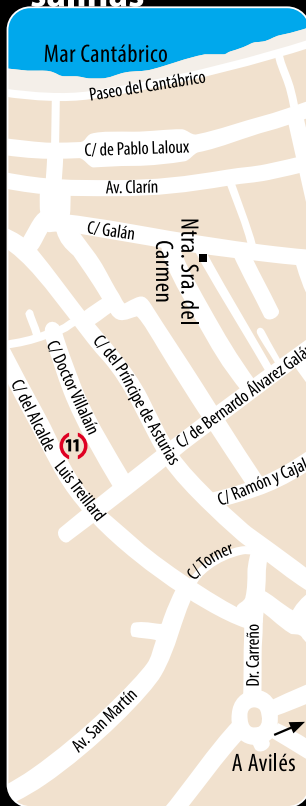 salinas
Mar Cantábrico
Paseo del Cantábrico
C/ de Pablo Laloux
Av. Clarín
C/ Galán
Ntra. Sra. del
Carmen
C/ del Príncipe de Asturias
C/ Doctor Villalaín
C/ del Alcalde Luis Treillard
11
C/ de Bernardo Álvarez Galá
C/ Ramón y Cajal
C/ Torner
Dr. Carreño
Av. San Martín
A Avilés